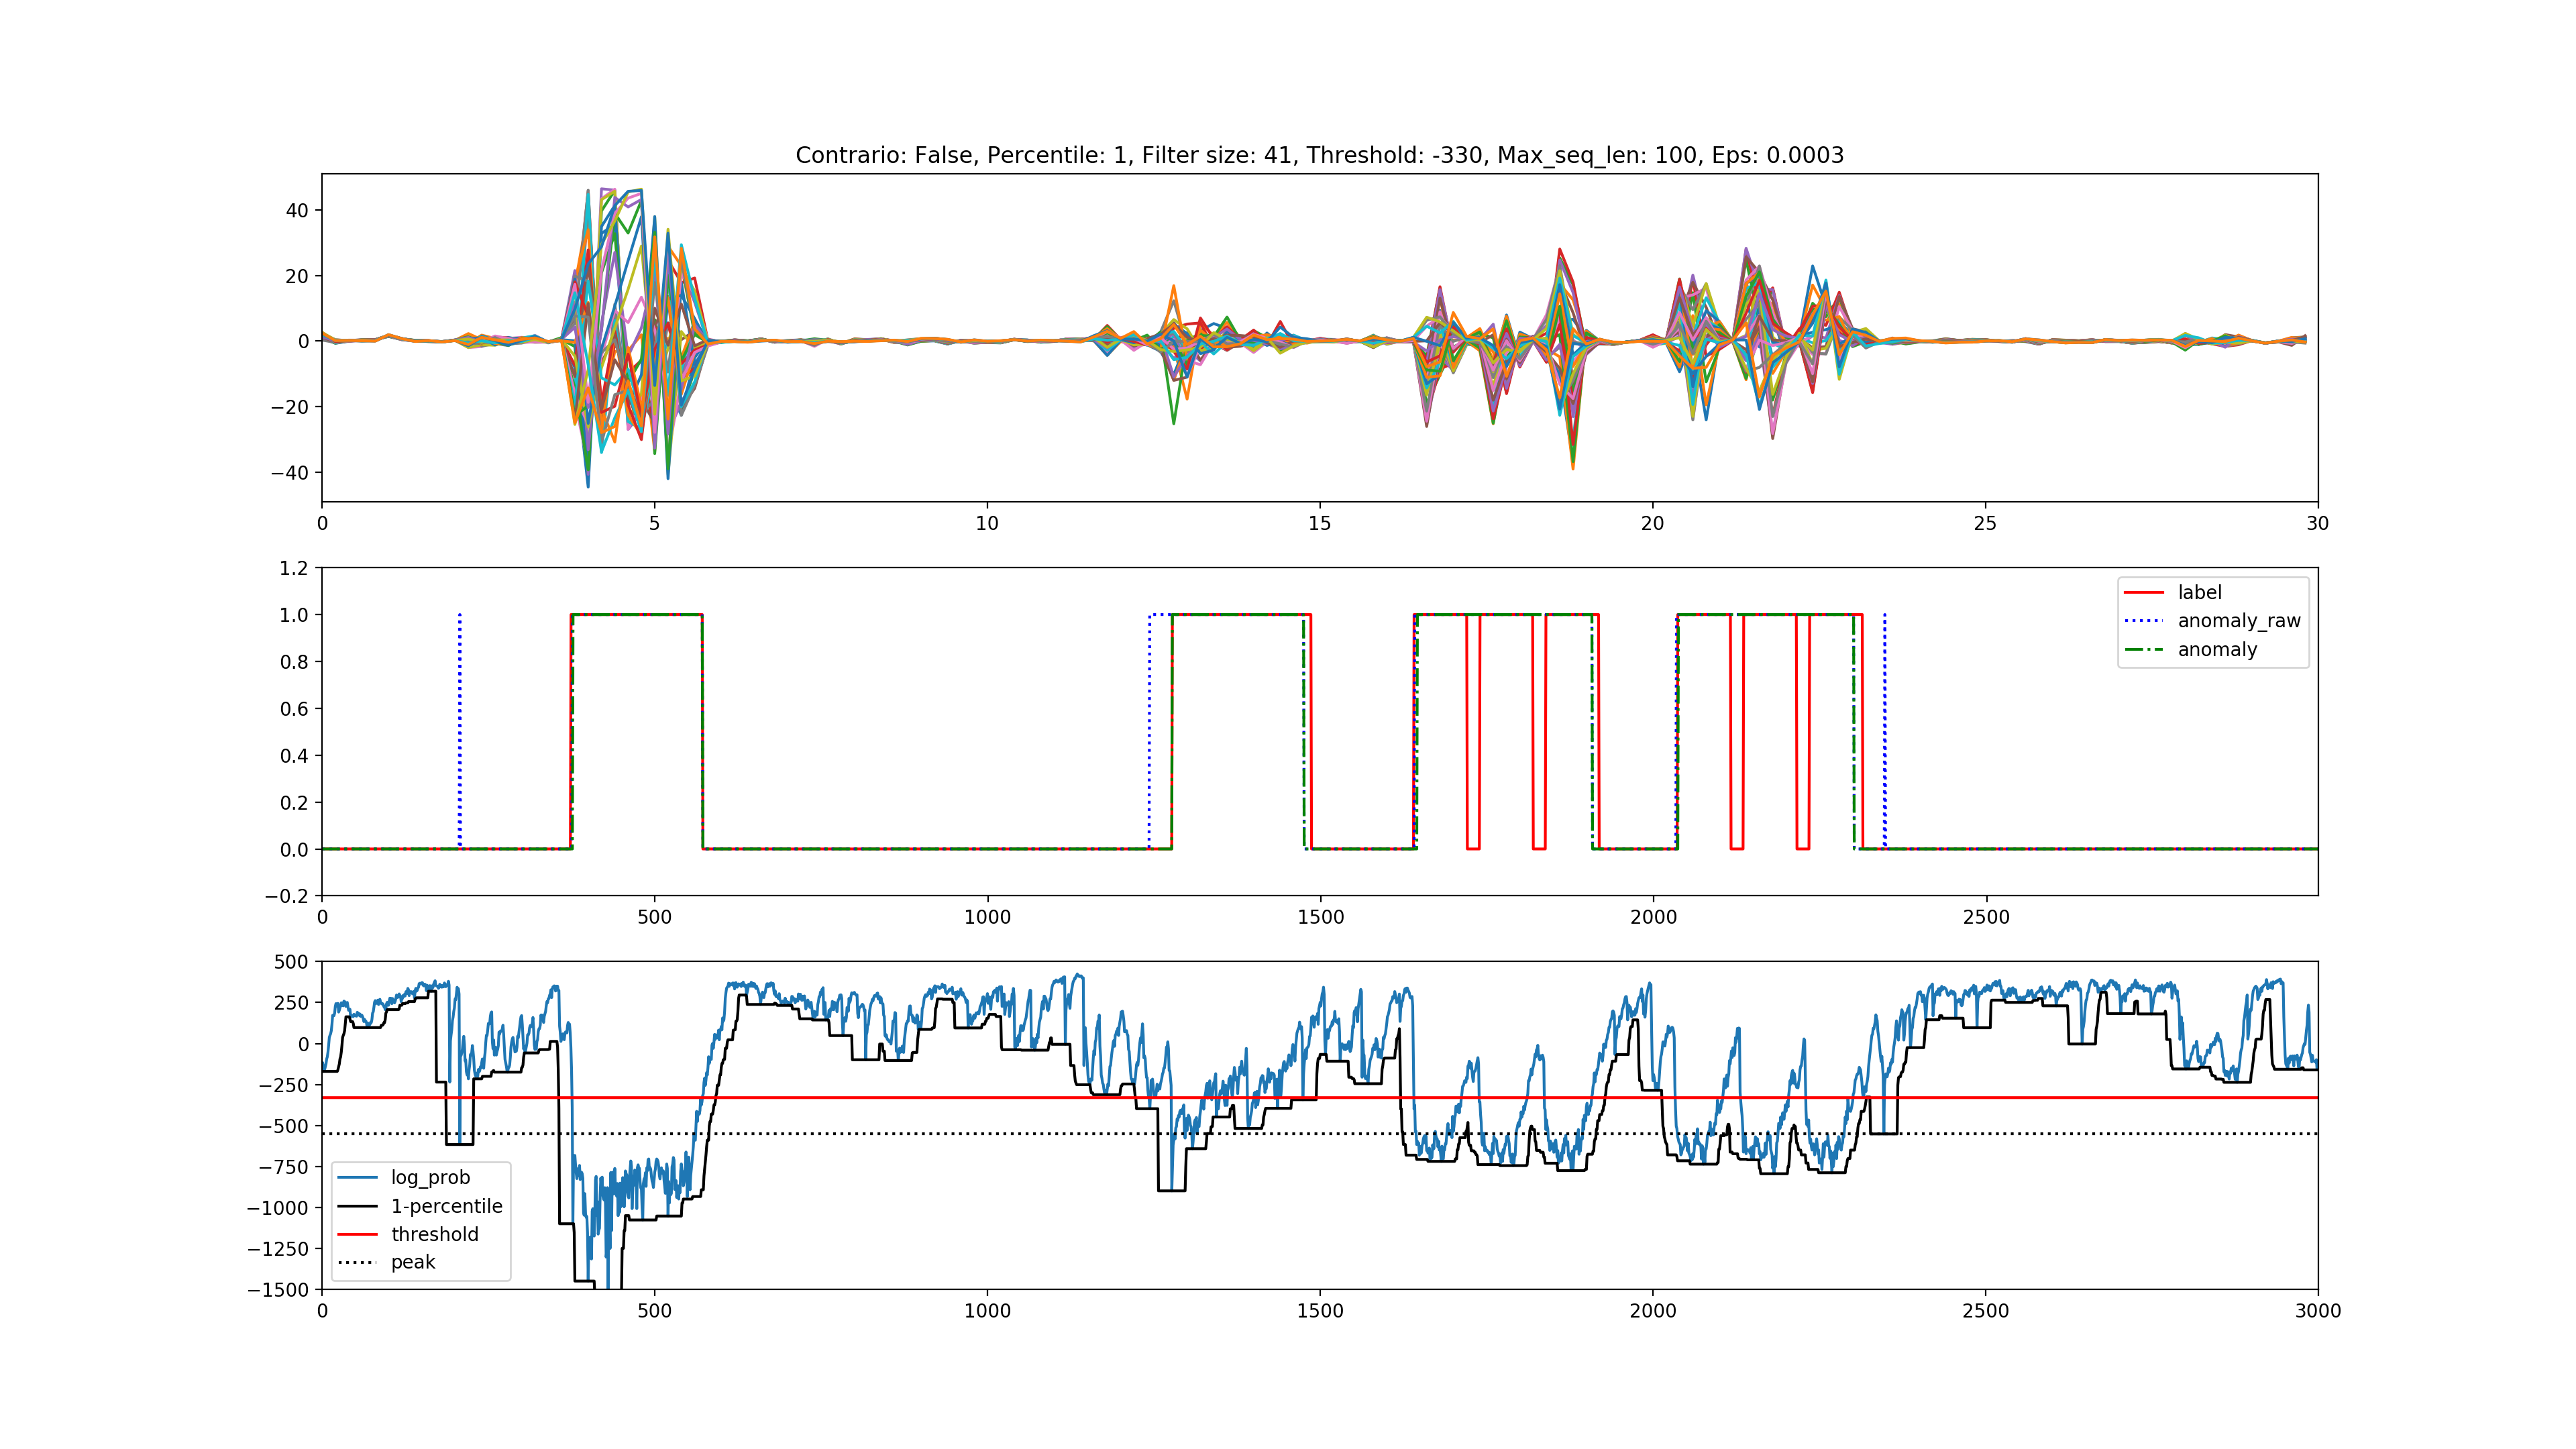 Contrario: False, Percentile: 1, Filter size: 41, Threshold: -330, Max_seq_len: 100, Eps: 0.0003
40
20
0
−20
−40
0 5 10 15 20 25 30
1.2
1.0
0.8
0.6
0.4
0.2
0.0
−0.2
label
anomaly_raw
anomaly
0 500 1000 1500 2000 2500
500
250
0
−250
−500
−750
−1000
−1250
−1500
log_prob
1-percentile
threshold
peak
0 500 1000 1500 2000 2500 3000